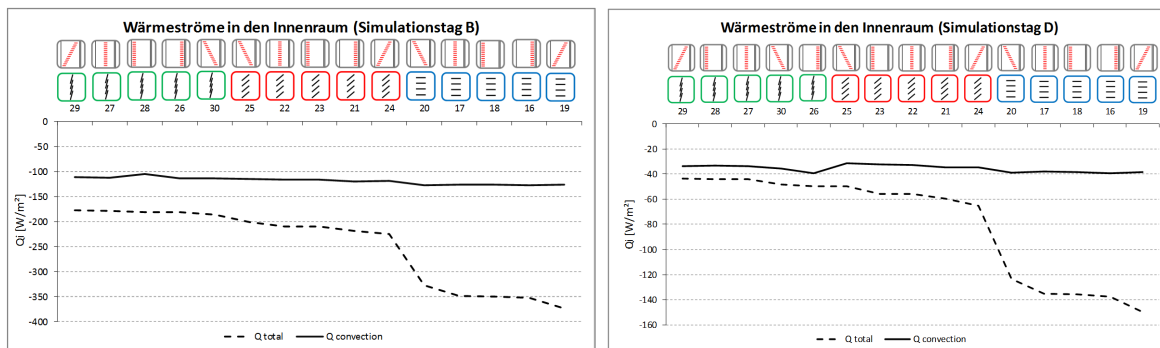 Wärmeströme in den Innenraum (Simulationstag B)
29 27 28 26 30 25 22 23 21 24 20 17 18 16 19
0
-50
-100
-150
-200
-250
-300
-350
-400
Qi [W/m²]
Q total Q convection
Wärmeströme in den Innenraum (Simulationstag D)
29 28 27 30 26 25 23 22 21 24 20 17 18 16 19
0
-20
-40
-60
-80
-100
-120
-140
-160
Qi [W/m²]
Q total Q convection